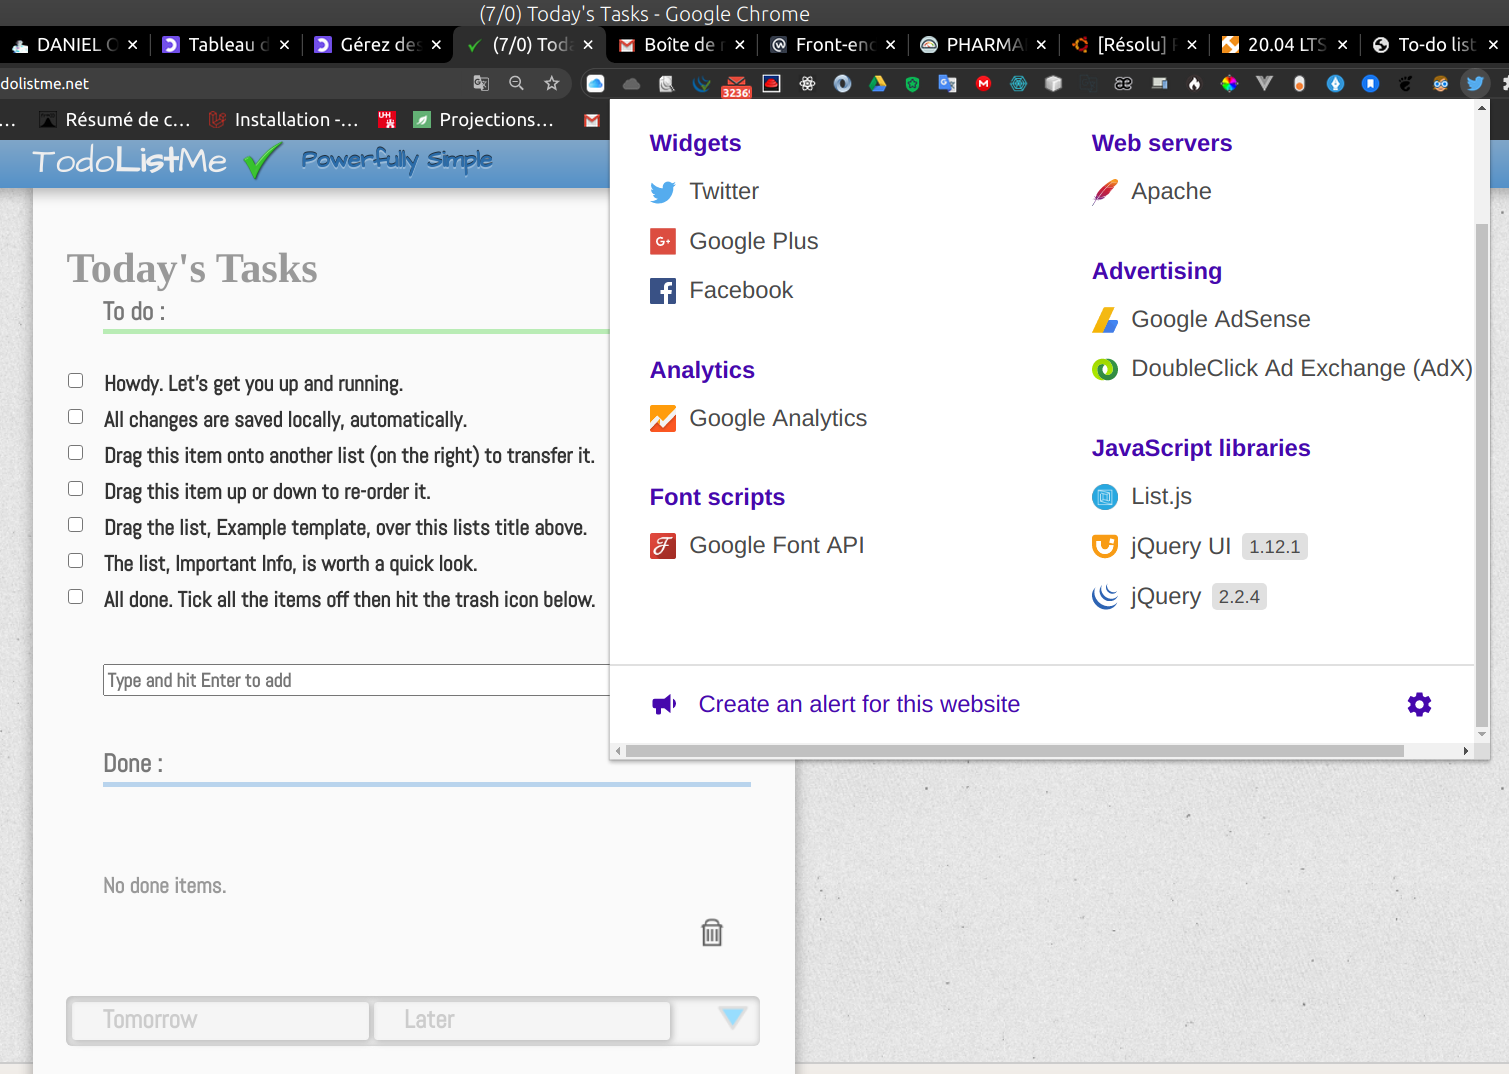 (7/0) Today's Tasks - Google Chrome
DANIEL
Tableau d
Gérez des
(7/0) Tod
Boîte de
Front-end
PHARMA
[Résolu]
20.04 LTS
To-do list
dolistme.net
3236
...
Résumé de c...
Installation -...
Projections...
TodoListMe
Powerfully Simple
Today's Tasks
To do :
Howdy. Let's get you up and running.
All changes are saved locally, automatically.
Drag this item onto another list (on the right) to transfer it.
Drag this item up or down to re-order it.
Drag the list, Example template, over this lists title above.
The list, Important Info, is worth a quick look.
All done. Tick all the items off then hit the trash icon below.
Type and hit Enter to add
Done :
No done items.
Tomorrow
Later
Widgets
Twitter
Google Plus
Facebook
Analytics
Google Analytics
Font scripts
Google Font API
Web servers
Apache
Advertising
Google AdSense
DoubleClick Ad Exchange (AdX)
JavaScript libraries
List.js
jQuery UI 1.12.1
jQuery 2.2.4
Create an alert for this website